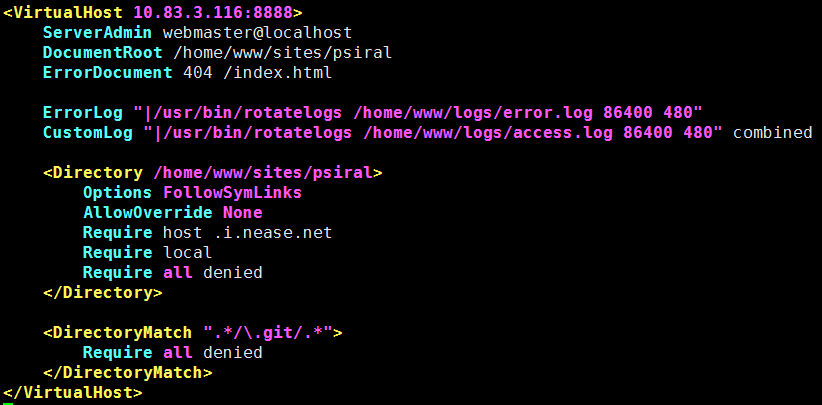 <VirtualHost 10.83.3.116:8888>
    ServerAdmin webmaster@localhost
    DocumentRoot /home/www/sites/psiral
    ErrorDocument 404 /index.html

    ErrorLog "|/usr/bin/rotatelogs /home/www/logs/error.log 86400 480"
    CustomLog "|/usr/bin/rotatelogs /home/www/logs/access.log 86400 480" combined

    <Directory /home/www/sites/psiral>
        Options FollowSymLinks
        AllowOverride None
        Require host .i.nease.net
        Require local
        Require all denied
    </Directory>

    <DirectoryMatch ".*/\.git/.*">
        Require all denied
    </DirectoryMatch>
</VirtualHost>